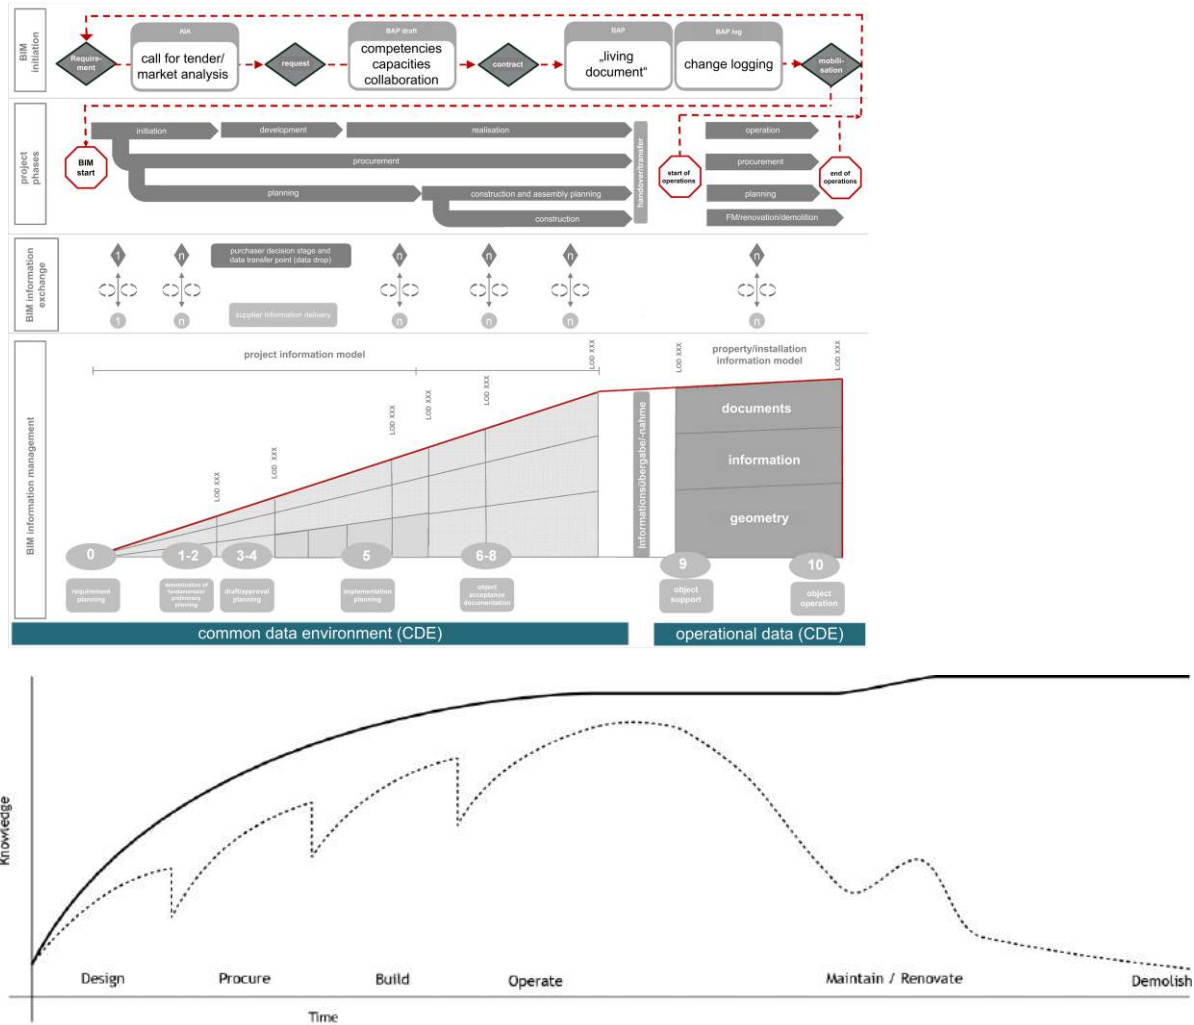 BIM
initiation
Require-
ment
AIA
call for tender/
market analysis
request
BAP draft
competencies
capacities
collaboration
contract
BAP
„living
document“
BAP log
change logging
mobili-
sation
project
phases
BIM
start
initiation
development
realisation
procurement
planning
construction and assembly planning
construction
handover/transfer
start of
operations
operation
procurement
planning
FM/renovation/demolition
end of
operations
BIM information
exchange
1
n
purchaser decision stage and
data transfer point (data drop)
n
n
n
n
1
n
supplier information delivery
n
n
n
n
BIM information management
project information model
property/installation
information model
LOD XXX
LOD XXX
LOD XXX
LOD XXX
LOD XXX
LOD XXX
LOD XXX
LOD XXX
Informationsübergabe/-nahme
documents
information
geometry
0
1-2
3-4
5
6-8
9
10
requirement
planning
determination of
fundamentals/
preliminary
planning
draft/approval
planning
implementation
planning
object
acceptance
documentation
object
support
object
operation
common data environment (CDE)
operational data (CDE)
Knowledge
Design
Procure
Build
Operate
Maintain / Renovate
Demolish
Time